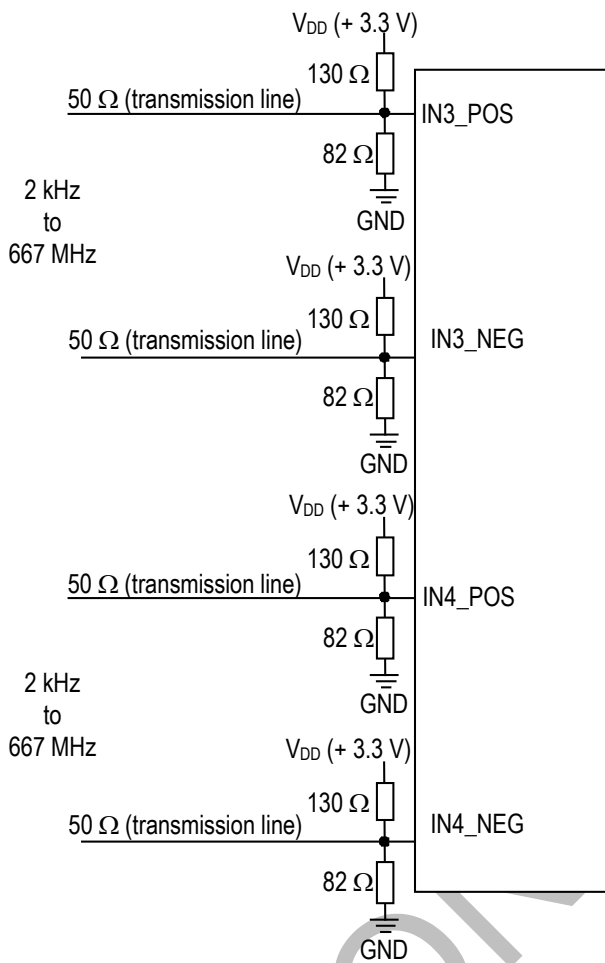 VDD (+ 3.3 V)
130 Ω
50 Ω (transmission line)
IN3_POS
82 Ω
GND
2 kHz
to
667 MHz
VDD (+ 3.3 V)
130 Ω
50 Ω (transmission line)
IN3_NEG
82 Ω
GND
VDD (+ 3.3 V)
130 Ω
50 Ω (transmission line)
IN4_POS
82 Ω
GND
2 kHz
to
667 MHz
VDD (+ 3.3 V)
130 Ω
50 Ω (transmission line)
IN4_NEG
82 Ω
GND